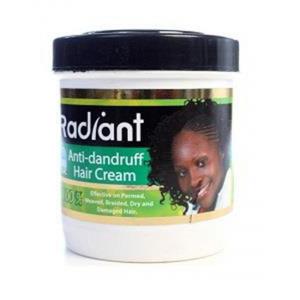 Radiant
Anti-dandruff
Hair Cream
Effective on Permed,
Weaved, Braided, Dry and
Damaged Hair.